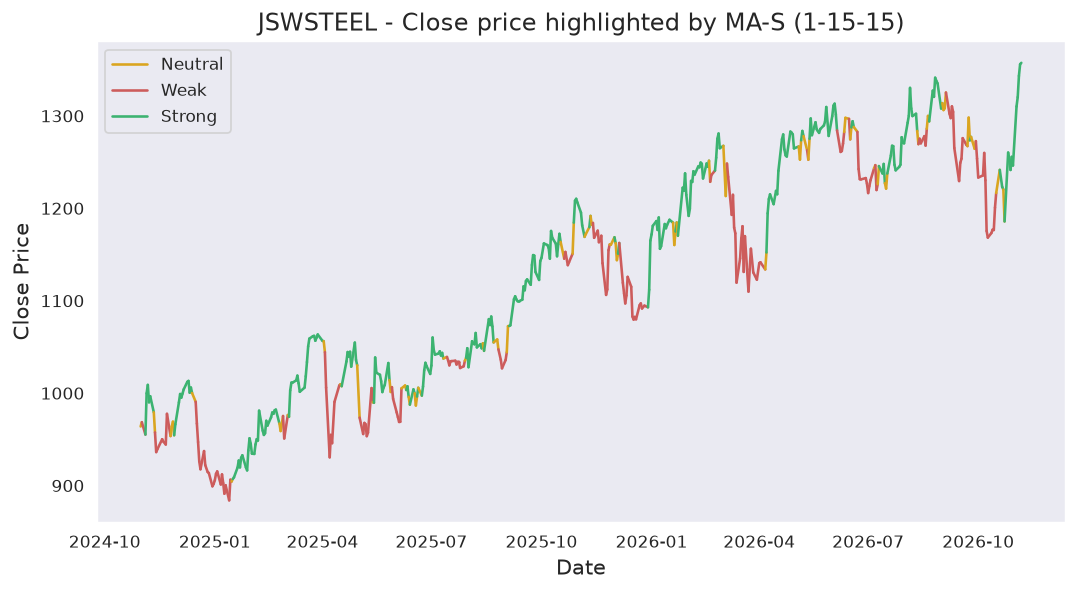 JSWSTEEL - Close price highlighted by MA-S (1-15-15)
Neutral
Weak
Strong
Close Price
1300
1200
1100
1000
900
2024-10 2025-01 2025-04 2025-07 2025-10 2026-01 2026-04 2026-07 2026-10
Date